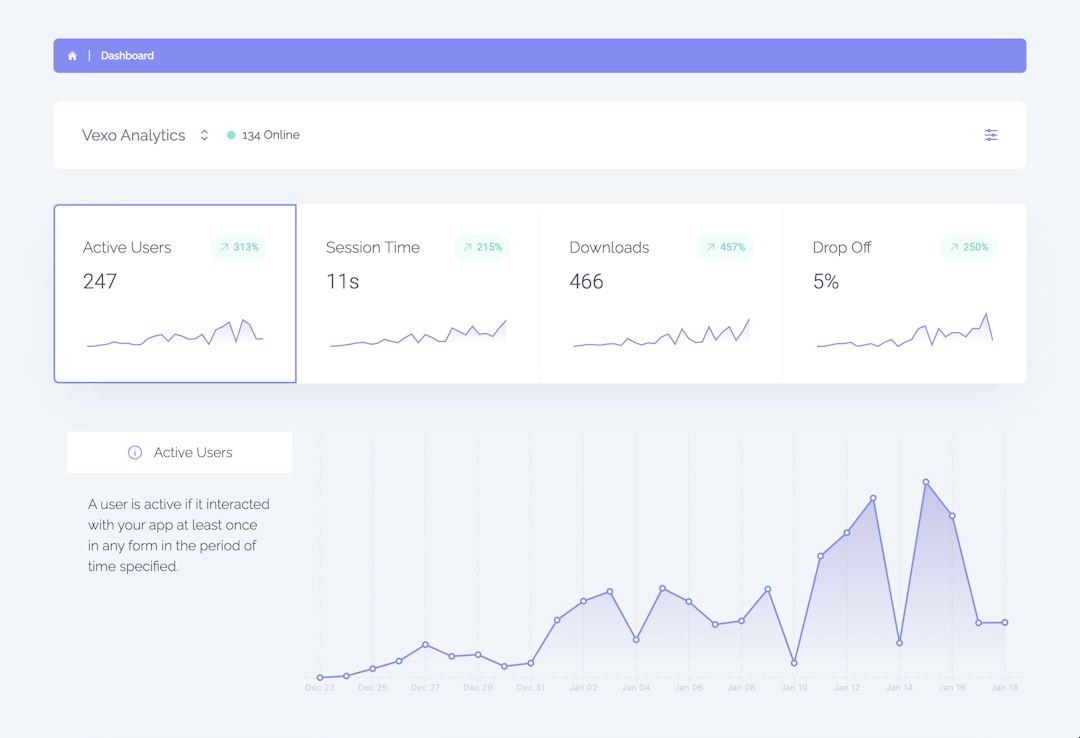 Dashboard
Vexo Analytics
134 Online
Active Users
313%
247
Session Time
215%
11s
Downloads
457%
466
Drop Off
250%
5%
Active Users
A user is active if it interacted
with your app at least once
in any form in the period of
time specified.
Dec 23 Dec 25 Dec 27 Dec 29 Dec 31 Jan 02 Jan 04 Jan 06 Jan 08 Jan 10 Jan 12 Jan 14 Jan 16 Jan 18